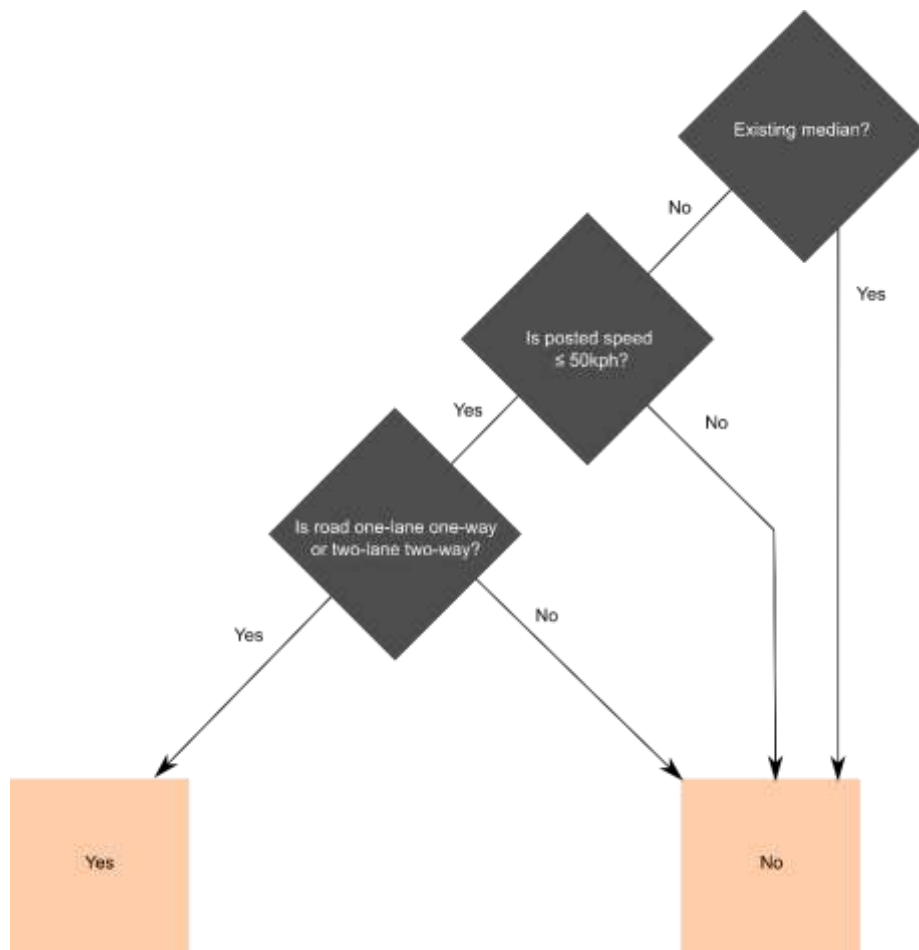 Existing median?
No
Yes
Is posted speed
≤ 50kph?
Yes
No
Is road one-lane one-way
or two-lane two-way?
Yes
No
Yes
No